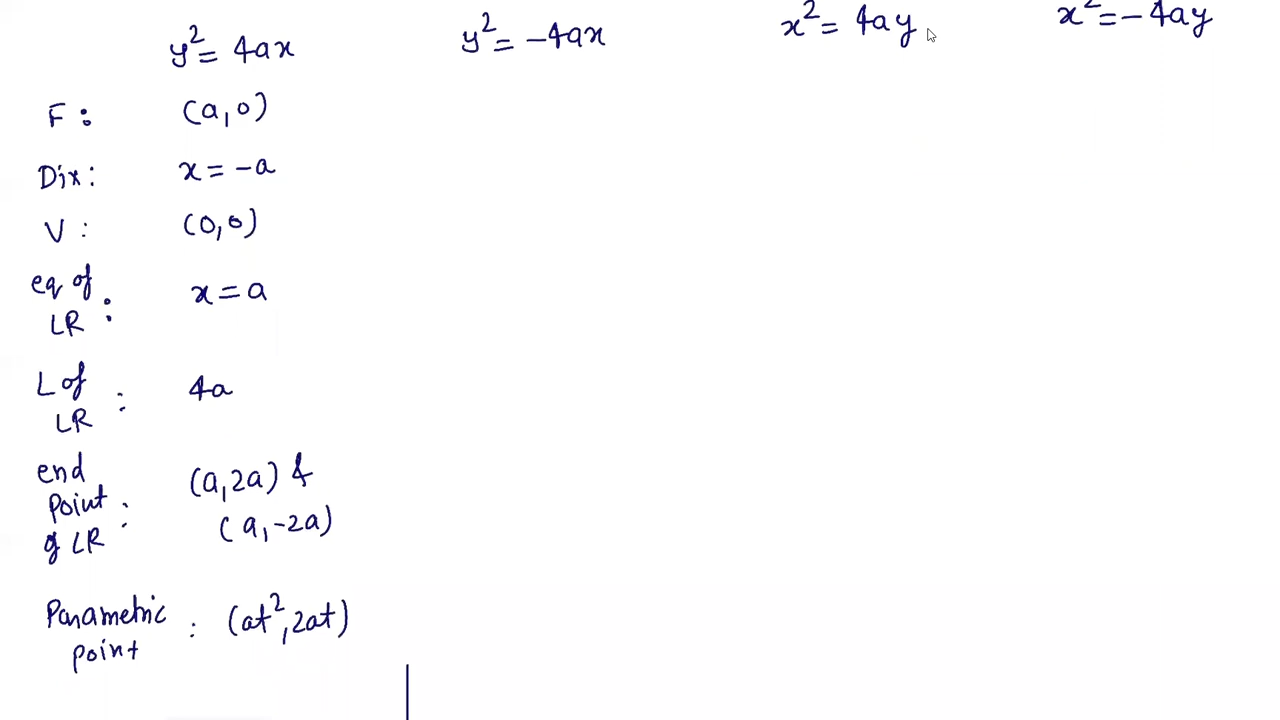 y² = 4ax y² = -4ax x² = 4ay x² = -4ay
F : (a, 0)
Dix : x = -a
V : (0, 0)
eq of
LR : x = a
L of
LR : 4a
end
Point
of LR : (a, 2a) &
(a, -2a)
Parametric
point : (at², 2at)